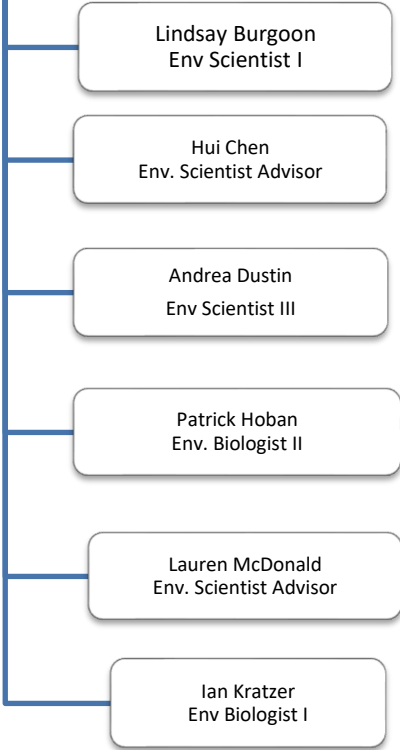 Lindsay Burgoon
Env Scientist I
Hui Chen
Env. Scientist Advisor
Andrea Dustin
Env Scientist III
Patrick Hoban
Env. Biologist II
Lauren McDonald
Env. Scientist Advisor
Ian Kratzer
Env Biologist I